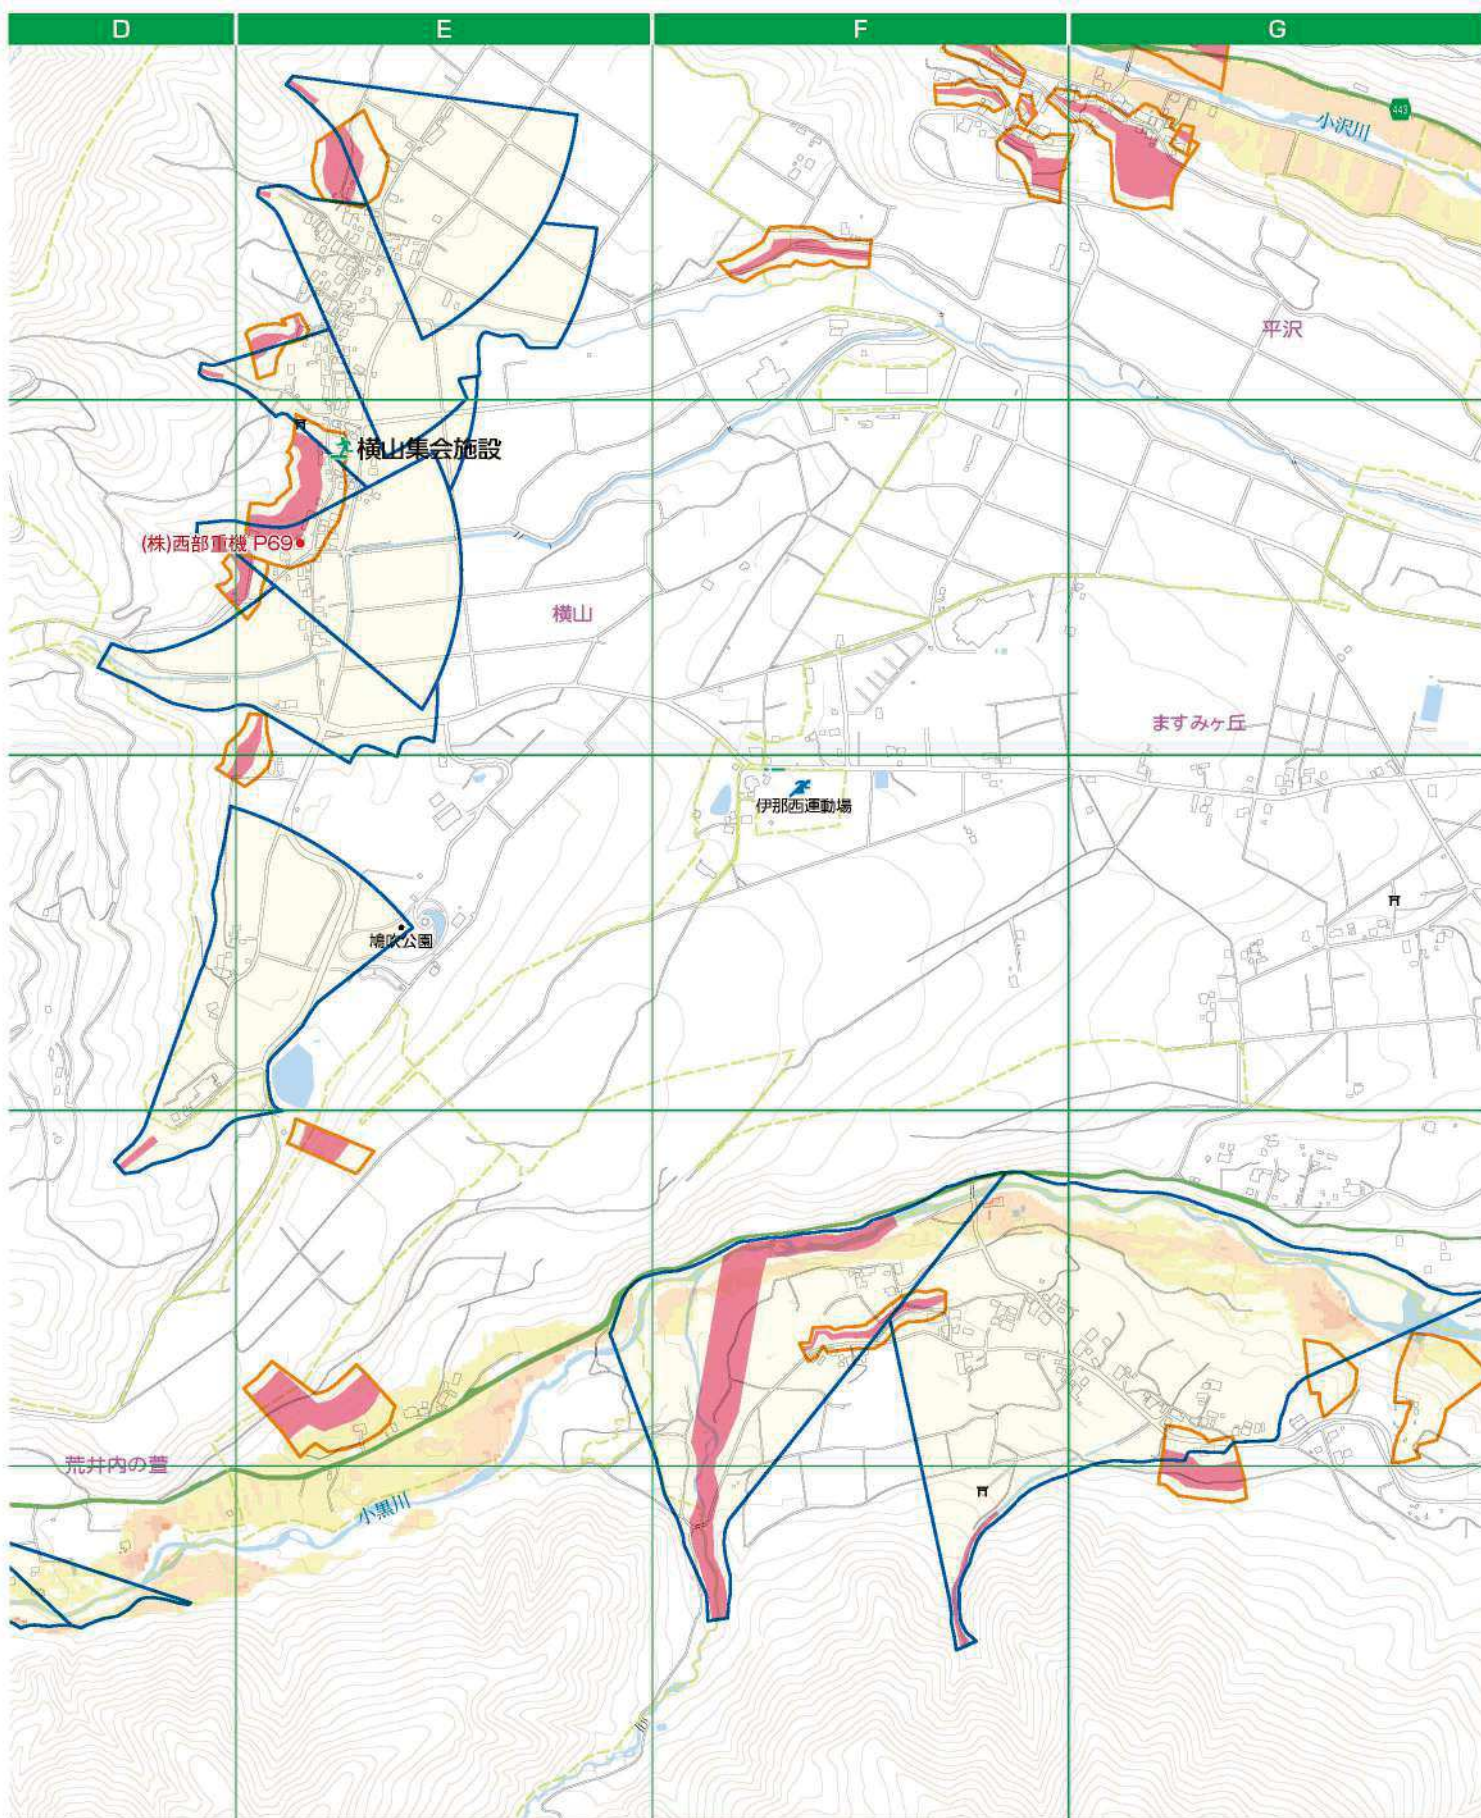 D
E
F
G
443
小沢川
平沢
横山集会施設
(株)西部重機 P69
横山
ますみヶ丘
伊那西運動場
鳩吹公園
荒井内の萱
小黒川